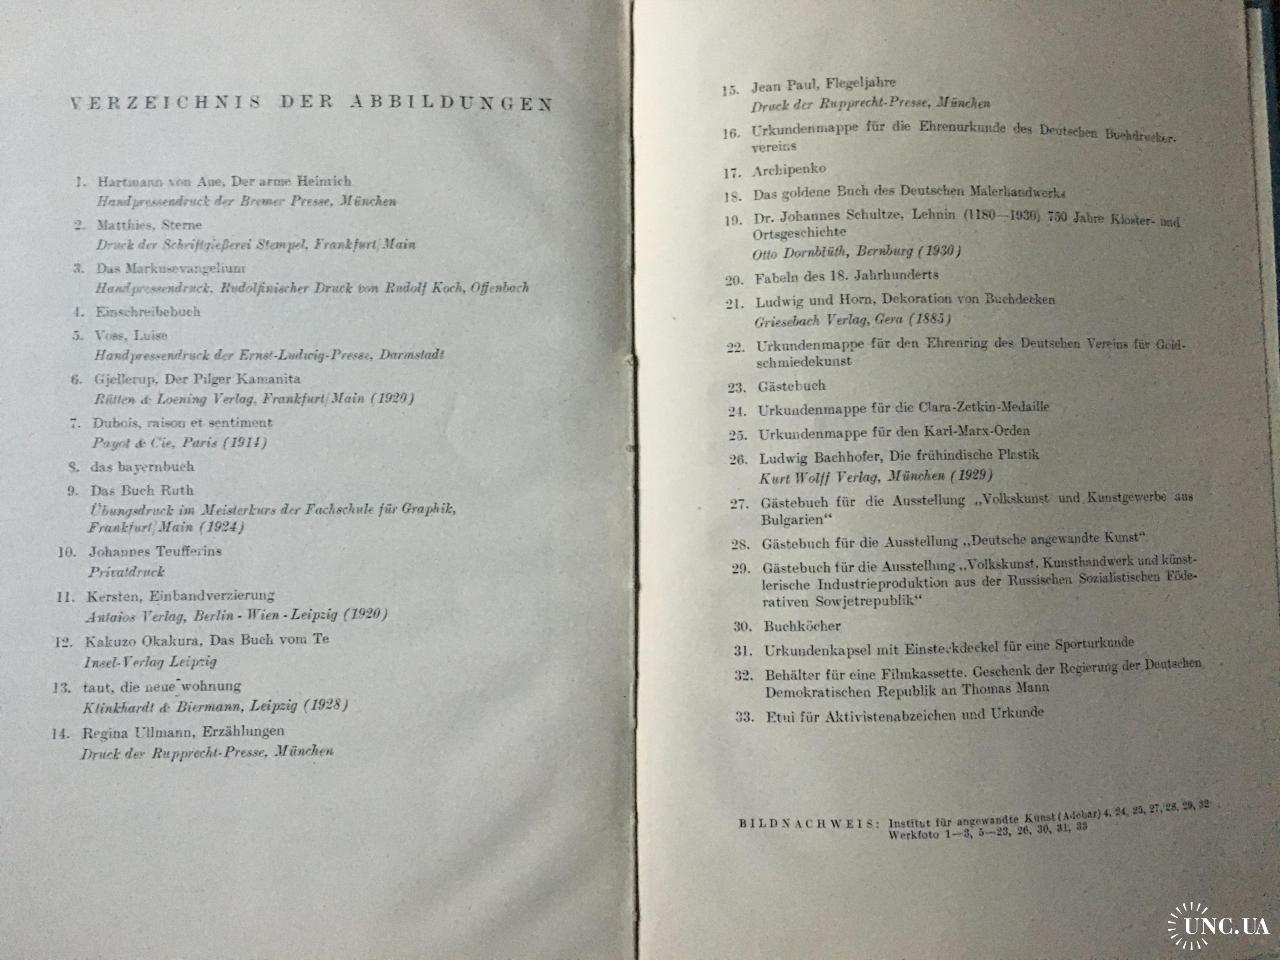 VERZEICHNIS DER ABBILDUNGEN
1. Hartmann von Aue, Der arme Heinrich
Handpressendruck der Bremer Presse, München
2. Matthies, Sterne
Druck der Schriftgießerei Stempel, Frankfurt/Main
3. Das Markusevangelium
Handpressendruck, Rudolfinischer Druck von Rudolf Koch, Offenbach
4. Einschreibebuch
5. Voss, Luise
Handpressendruck der Ernst-Ludwig-Presse, Darmstadt
6. Gjellerup, Der Pilger Kamanita
Rütten & Loening Verlag, Frankfurt/Main (1920)
7. Dubois, raison et sentiment
Payot & Cie, Paris (1914)
8. das bayernbuch
9. Das Buch Ruth
Übungsdruck im Meisterkurs der Fachschule für Graphik,
Frankfurt/Main (1924)
10. Johannes Teufferins
Privatdruck
11. Kersten, Einbandverzierung
Antaios Verlag, Berlin - Wien - Leipzig (1920)
12. Kakuzo Okakura, Das Buch vom Te
Insel-Verlag Leipzig
13. taut, die neue wohnung
Klinkhardt & Biermann, Leipzig (1928)
14. Regina Ullmann, Erzählungen
Druck der Rupprecht-Presse, München
15. Jean Paul, Flegeljahre
Druck der Rupprecht-Presse, München
16. Urkundenmappe für die Ehrenurkunde des Deutschen Buchdrucker-
vereins
17. Archipenko
18. Das goldene Buch des Deutschen Malerhandwerks
19. Dr. Johannes Schultze, Lehnin (1180—1930) 750 Jahre Kloster- und
Ortsgeschichte
Otto Dornblüth, Bernburg (1930)
20. Fabeln des 18. Jahrhunderts
21. Ludwig und Horn, Dekoration von Buchdecken
Griesebach Verlag, Gera (1885)
22. Urkundenmappe für den Ehrenring des Deutschen Vereins für Gold-
schmiedekunst
23. Gästebuch
24. Urkundenmappe für die Clara-Zetkin-Medaille
25. Urkundenmappe für den Karl-Marx-Orden
26. Ludwig Bachhofer, Die frühindische Plastik
Kurt Wolff Verlag, München (1929)
27. Gästebuch für die Ausstellung „Volkskunst und Kunstgewerbe aus
Bulgarien“
28. Gästebuch für die Ausstellung „Deutsche angewandte Kunst“
29. Gästebuch für die Ausstellung „Volkskunst, Kunsthandwerk und künst-
lerische Industrieproduktion aus der Russischen Sozialistischen Föde-
rativen Sowjetrepublik“
30. Buchköcher
31. Urkundenkapsel mit Einsteckdeckel für eine Sporturkunde
32. Behälter für eine Filmkassette. Geschenk der Regierung der Deutschen
Demokratischen Republik an Thomas Mann
33. Etui für Aktivistenabzeichen und Urkunde
BILDNACHWEIS: Institut für angewandte Kunst (Adebar) 4, 24, 25, 27, 28, 29, 32
Werkfoto 1—3, 5—23, 26, 30, 31, 33
UNC.UA